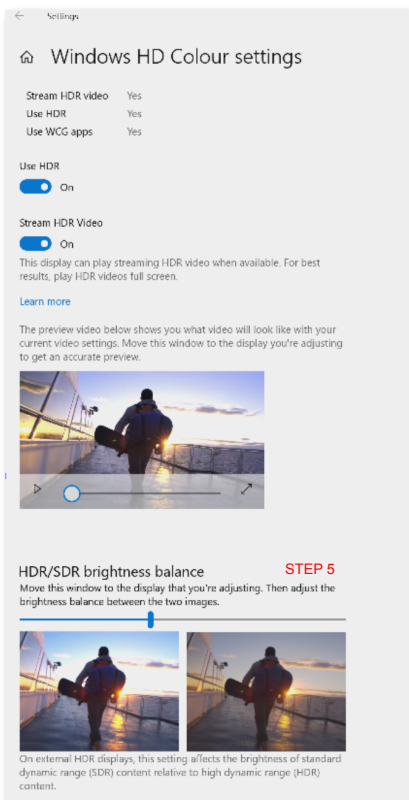 Settings
Windows HD Colour settings
Stream HDR video Yes
Use HDR Yes
Use WCG apps Yes
Use HDR
On
Stream HDR Video
On
This display can play streaming HDR video when available. For best
results, play HDR videos full screen.
Learn more
The preview video below shows you what video will look like with your
current video settings. Move this window to the display you're adjusting
to get an accurate preview.
HDR/SDR brightness balance STEP 5
Move this window to the display that you're adjusting. Then adjust the
brightness balance between the two images.
On external HDR displays, this setting affects the brightness of standard
dynamic range (SDR) content relative to high dynamic range (HDR)
content.